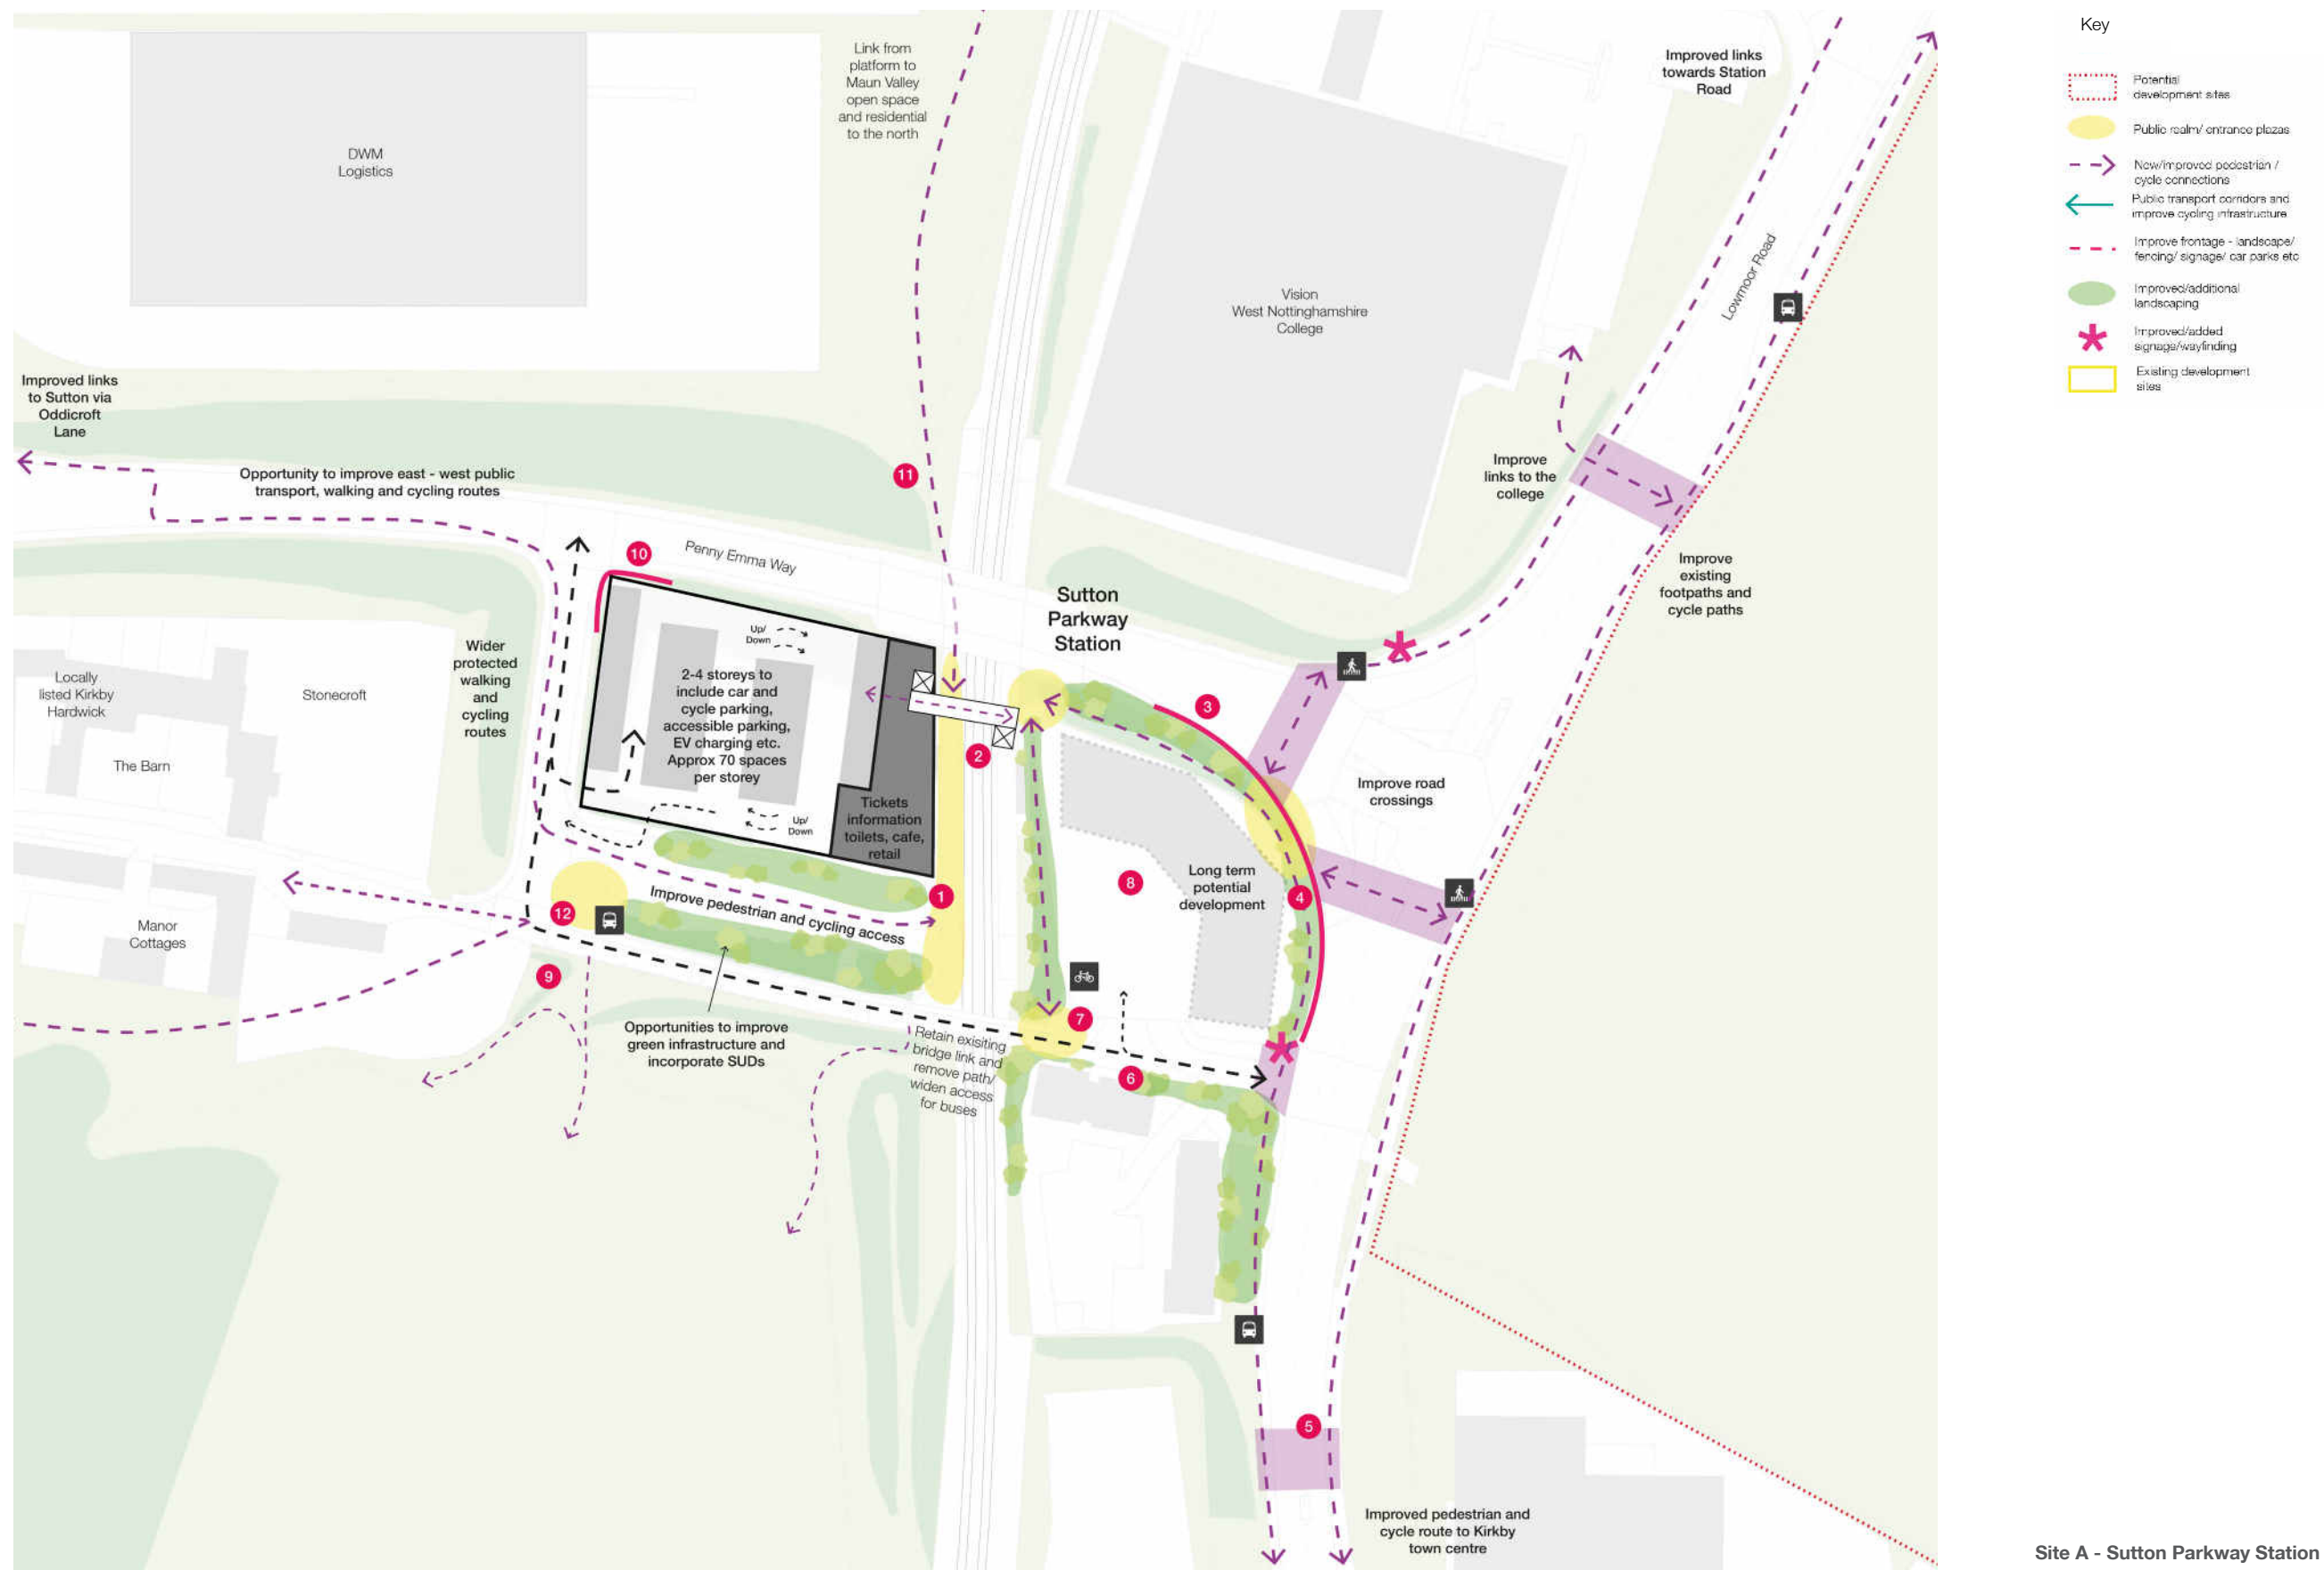 Key
Potential
development sites
Public realm/ entrance plazas
New/improved pedestrian /
cycle connections
Public transport corridors and
improve cycling infrastructure
Improve frontage - landscape/
fencing/ signage/ car parks etc
Improved/additional
landscaping
Improved/added
signage/wayfinding
Existing development
sites
Link from
platform to
Maun Valley
open space
and residential
to the north
Improved links
towards Station
Road
DWM
Logistics
Vision
West Nottinghamshire
College
Lowmoor Road
Improved links
to Sutton via
Oddicroft
Lane
Opportunity to improve east - west public
transport, walking and cycling routes
11
Improve
links to the
college
10
Penny Emma Way
Improve
existing
footpaths and
cycle paths
Sutton
Parkway
Station
Up/
Down
Wider
protected
walking
and
cycling
routes
Locally
listed Kirkby
Hardwick
Stonecroft
The Barn
2-4 storeys to
include car and
cycle parking,
accessible parking,
EV charging etc.
Approx 70 spaces
per storey
3
2
Improve road
crossings
Tickets
information
toilets, cafe,
retail
Up/
Down
8
Long term
potential
development
4
1
Improve pedestrian and cycling access
12
Manor
Cottages
9
7
Opportunities to improve
green infrastructure and
incorporate SUDs
Retain exisiting
bridge link and
remove path/
widen access
for buses
6
5
Improved pedestrian and
cycle route to Kirkby
town centre
Site A - Sutton Parkway Station